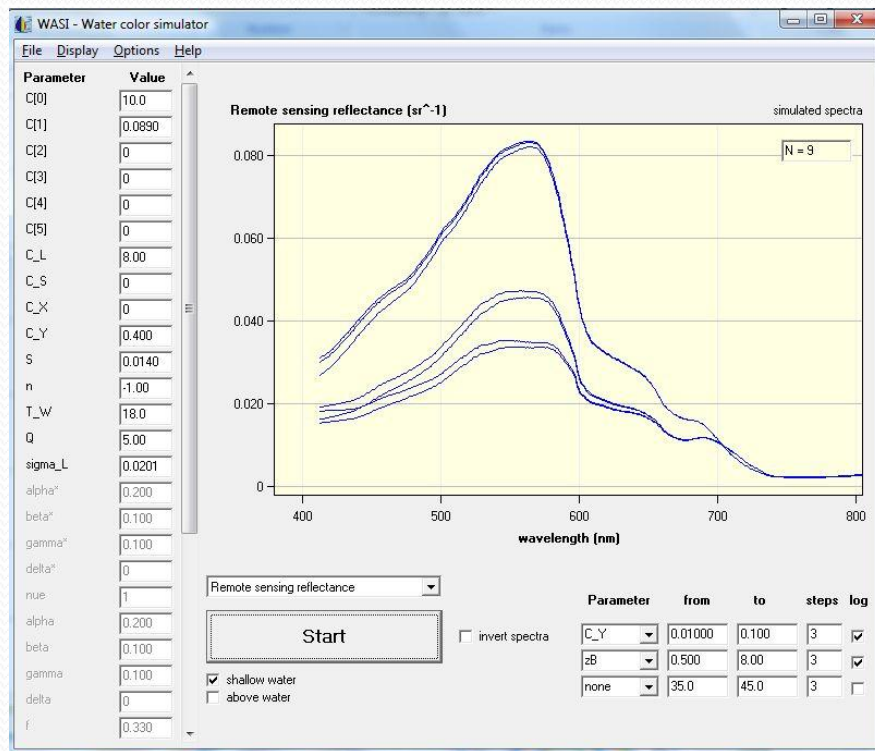 WASI - Water color simulator
File Display Options Help
Parameter Value
C[0] 10.0
C[1] 0.0890
C[2] 0
C[3] 0
C[4] 0
C[5] 0
C_L 8.00
C_S 0
C_X 0
C_Y 0.400
S 0.0140
n -1.00
T_W 18.0
Q 5.00
sigma_L 0.0201
alpha* 0.200
beta* 0.100
gamma* 0.100
delta* 0
nue 1
alpha 0.200
beta 0.100
gamma 0.100
delta 0
f 0.330
Remote sensing reflectance (sr^-1) simulated spectra
N = 9
0.080
0.060
0.040
0.020
0
400 500 600 700 800
wavelength (nm)
Remote sensing reflectance
Start
invert spectra
shallow water
above water
Parameter from to steps log
C_Y 0.01000 0.100 3
zB 0.500 8.00 3
none 35.0 45.0 3